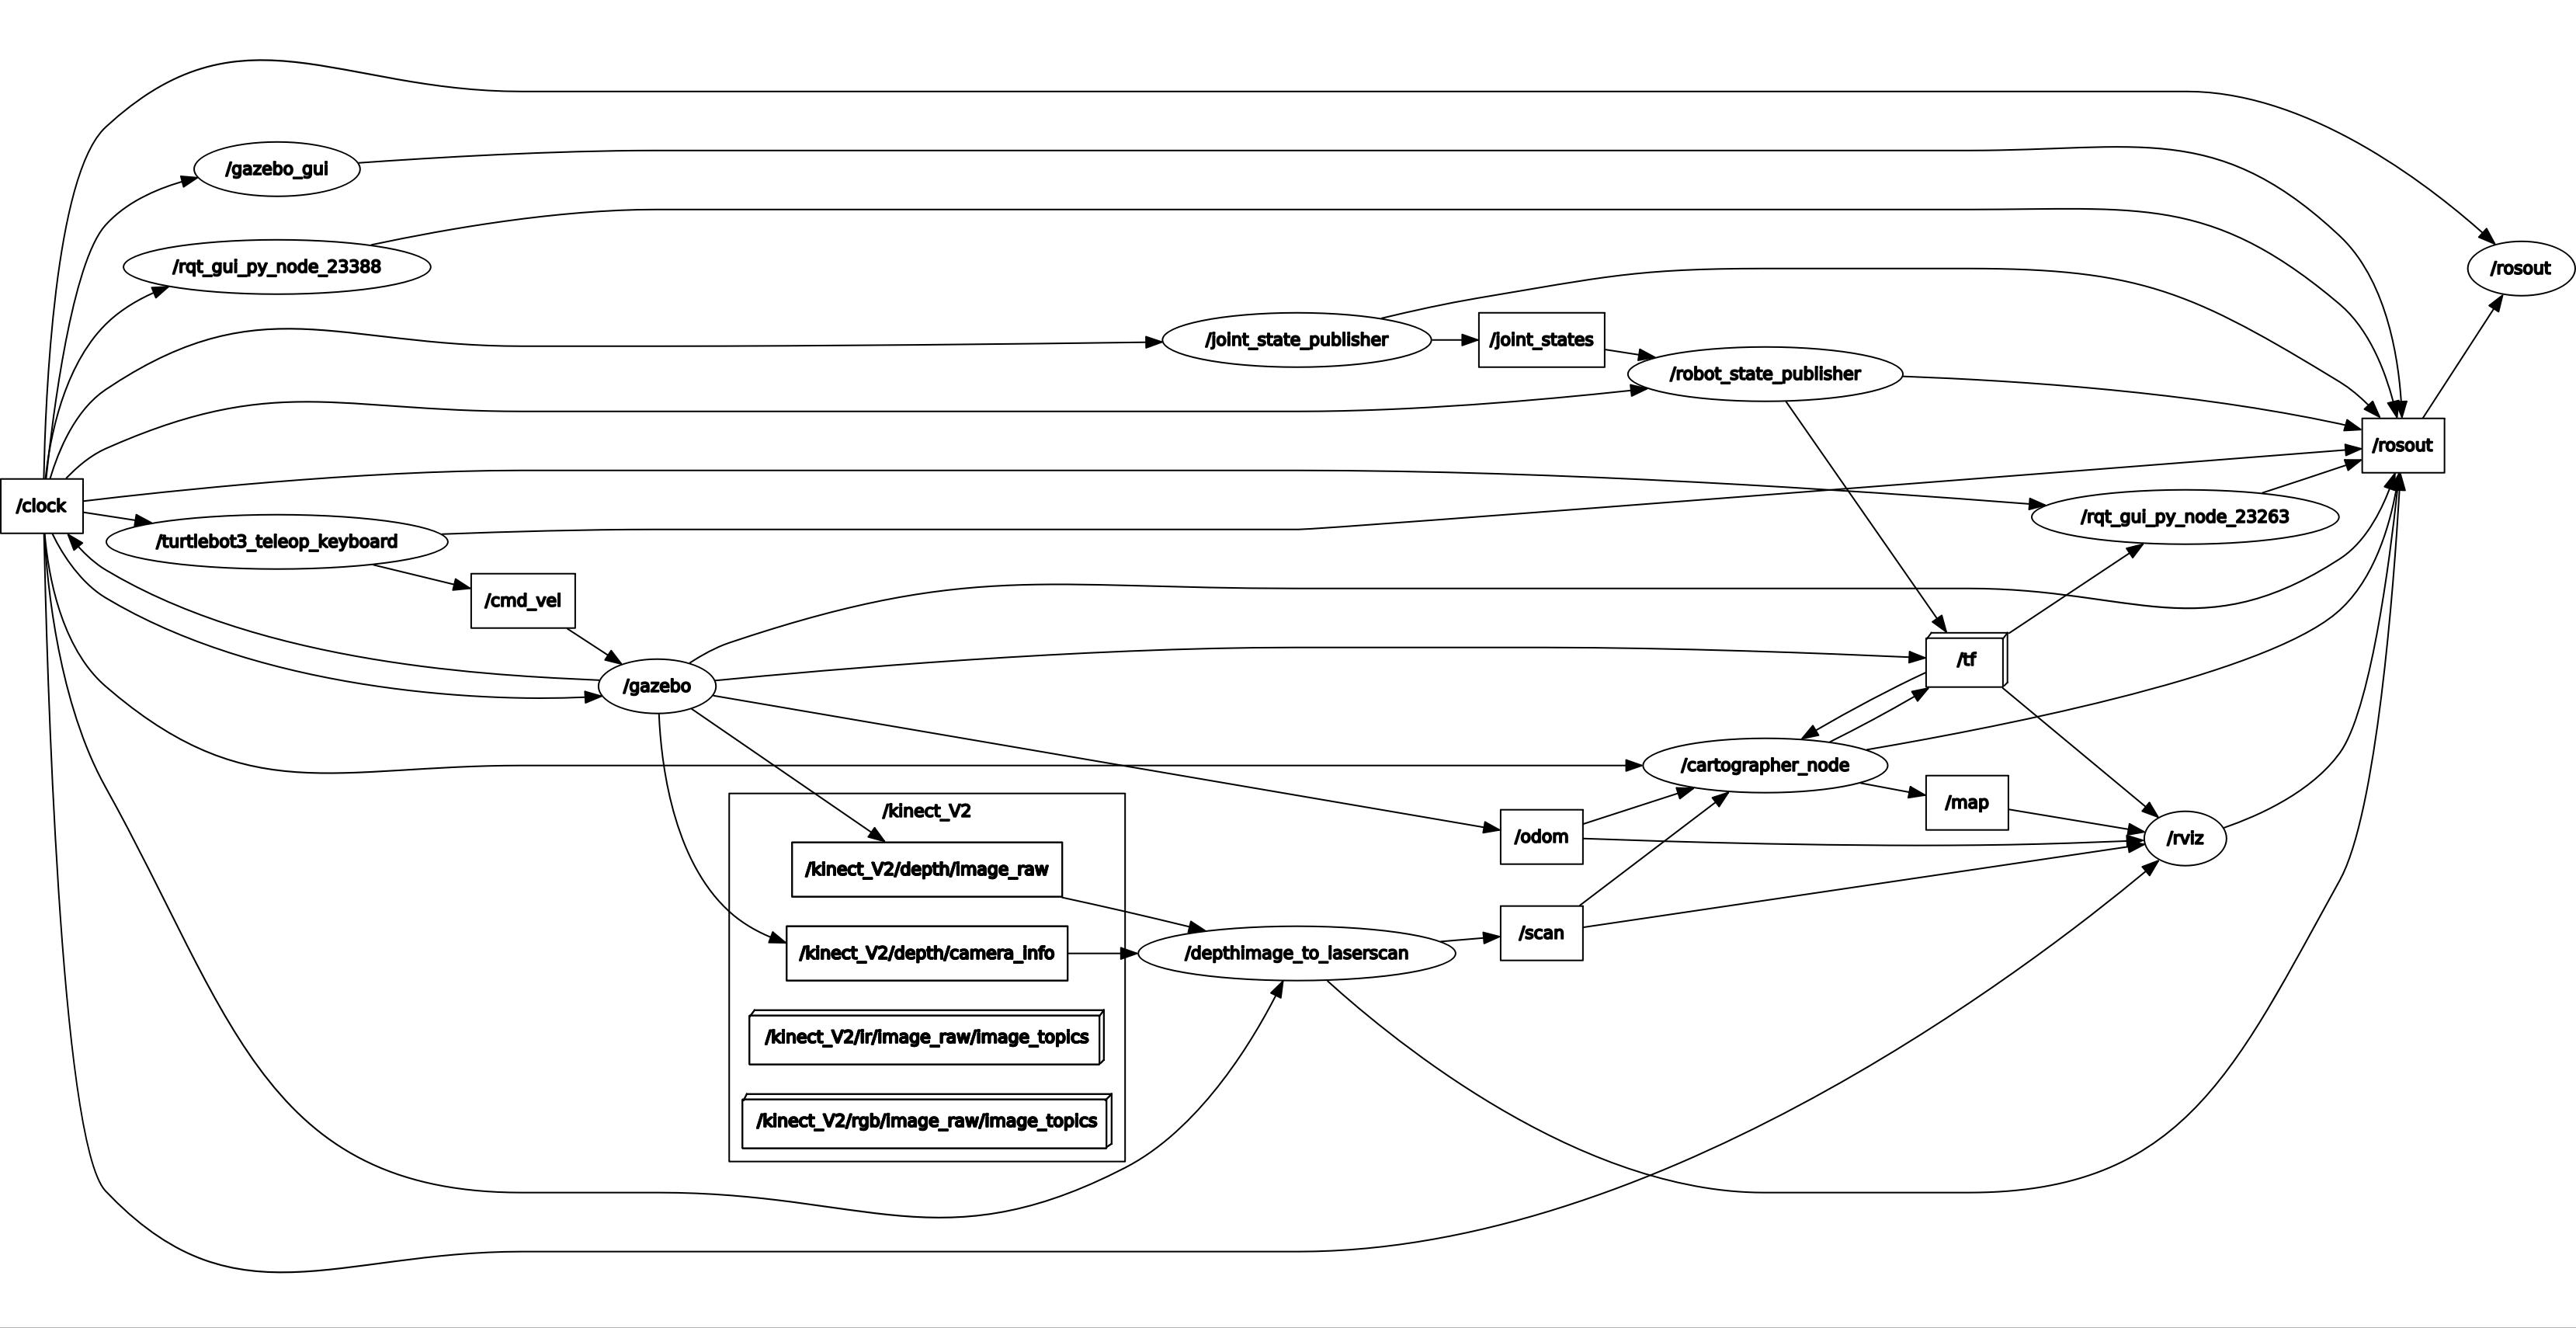 /gazebo_gui
/rqt_gui_py_node_23388
/rosout
/joint_state_publisher
/joint_states
/robot_state_publisher
/rosout
/clock
/rqt_gui_py_node_23263
/turtlebot3_teleop_keyboard
/cmd_vel
/tf
/gazebo
/cartographer_node
/map
/kinect_V2
/odom
/rviz
/kinect_V2/depth/image_raw
/scan
/kinect_V2/depth/camera_info
/depthimage_to_laserscan
/kinect_V2/ir/image_raw/image_topics
/kinect_V2/rgb/image_raw/image_topics